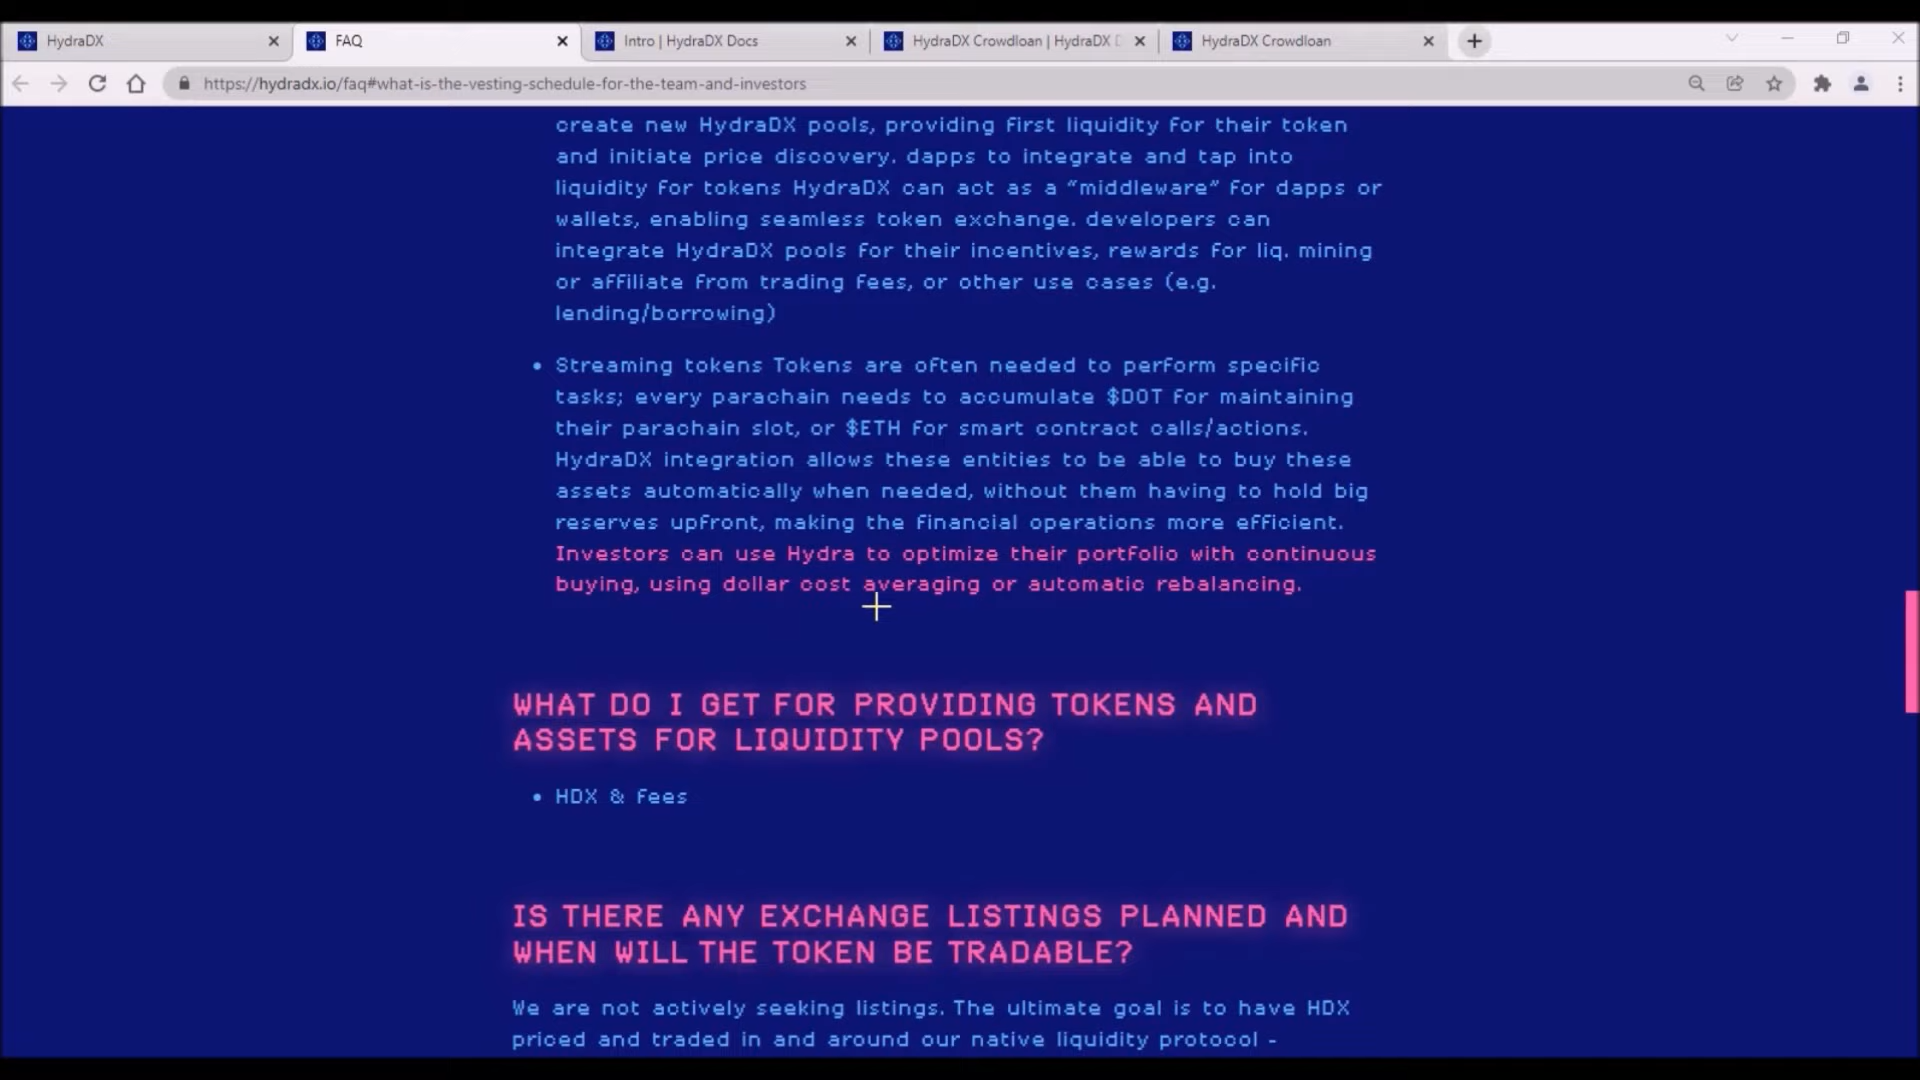 HydraDX
FAQ
Intro | HydraDX Docs
HydraDX Crowdloan | HydraDX D
HydraDX Crowdloan
https://hydradx.io/faq#what-is-the-vesting-schedule-for-the-team-and-investors
create new HydraDX pools, providing first liquidity for their token
and initiate price discovery. dapps to integrate and tap into
liquidity for tokens HydraDX can act as a “middleware” for dapps or
wallets, enabling seamless token exchange. developers can
integrate HydraDX pools for their incentives, rewards for liq. mining
or affiliate from trading fees, or other use cases (e.g.
lending/borrowing)
• Streaming tokens Tokens are often needed to perform specific
tasks; every parachain needs to accumulate $DOT for maintaining
their parachain slot, or $ETH for smart contract calls/actions.
HydraDX integration allows these entities to be able to buy these
assets automatically when needed, without them having to hold big
reserves upfront, making the financial operations more efficient.
Investors can use Hydra to optimize their portfolio with continuous
buying, using dollar cost averaging or automatic rebalancing.
WHAT DO I GET FOR PROVIDING TOKENS AND
ASSETS FOR LIQUIDITY POOLS?
• HDX & fees
IS THERE ANY EXCHANGE LISTINGS PLANNED AND
WHEN WILL THE TOKEN BE TRADABLE?
We are not actively seeking listings. The ultimate goal is to have HDX
priced and traded in and around our native liquidity protocol -